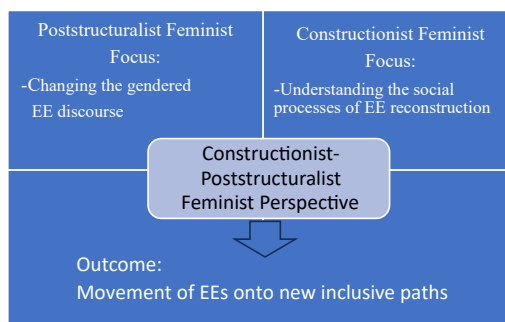 Poststructuralist Feminist
Focus:
-Changing the gendered
EE discourse
Constructionist Feminist
Focus:
-Understanding the social
processes of EE reconstruction
Constructionist-
Poststructuralist
Feminist Perspective
Outcome:
Movement of EEs onto new inclusive paths